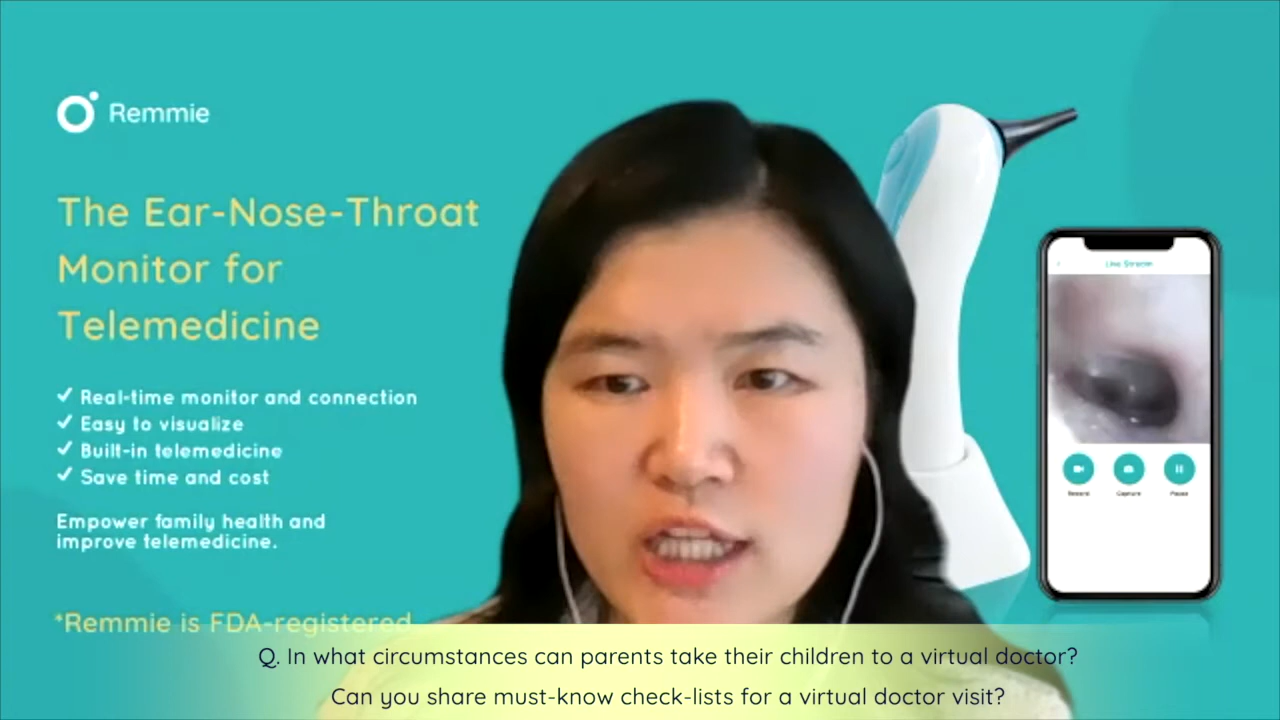 Remmie
The Ear-Nose-Throat
Monitor for
Telemedicine
✓ Real-time monitor and connection
✓ Easy to visualize
✓ Built-in telemedicine
✓ Save time and cost
Empower family health and
improve telemedicine.
*Remmie is FDA-registered
Live Stream
Record Capture Pause
Q. In what circumstances can parents take their children to a virtual doctor?
Can you share must-know check-lists for a virtual doctor visit?